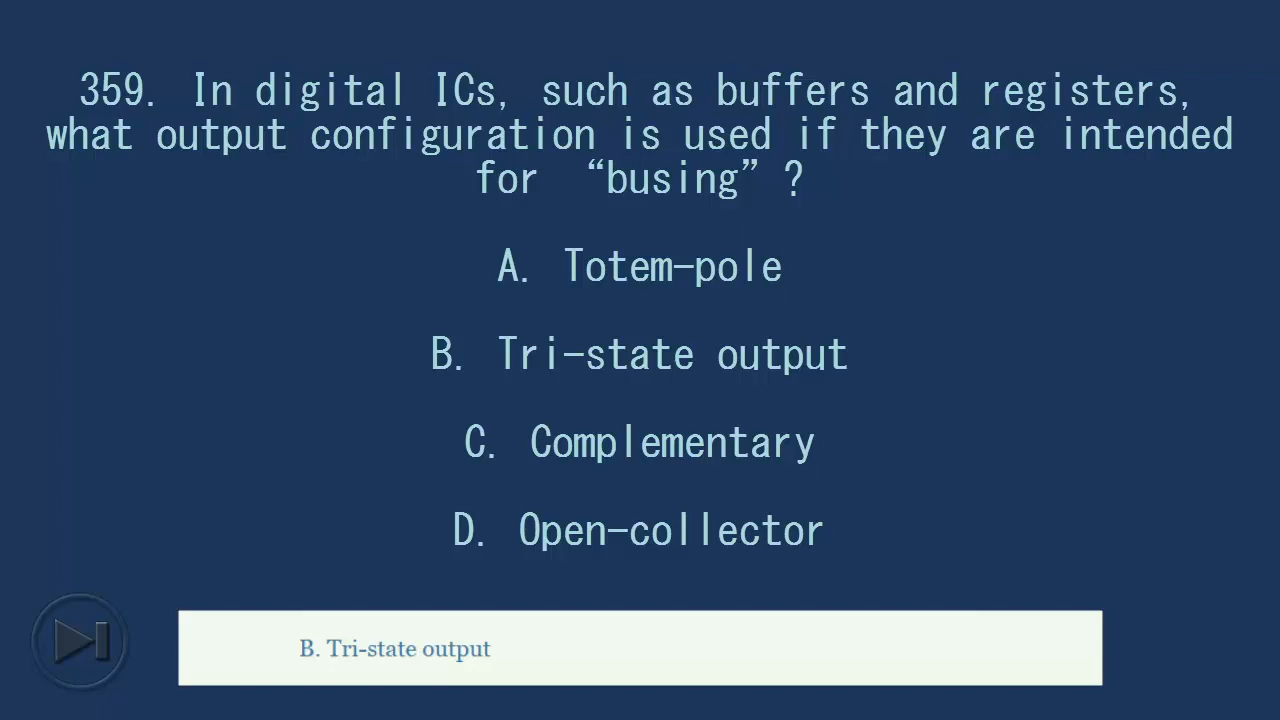 359. In digital ICs, such as buffers and registers,
what output configuration is used if they are intended
for “busing”?
A. Totem-pole
B. Tri-state output
C. Complementary
D. Open-collector
B. Tri-state output